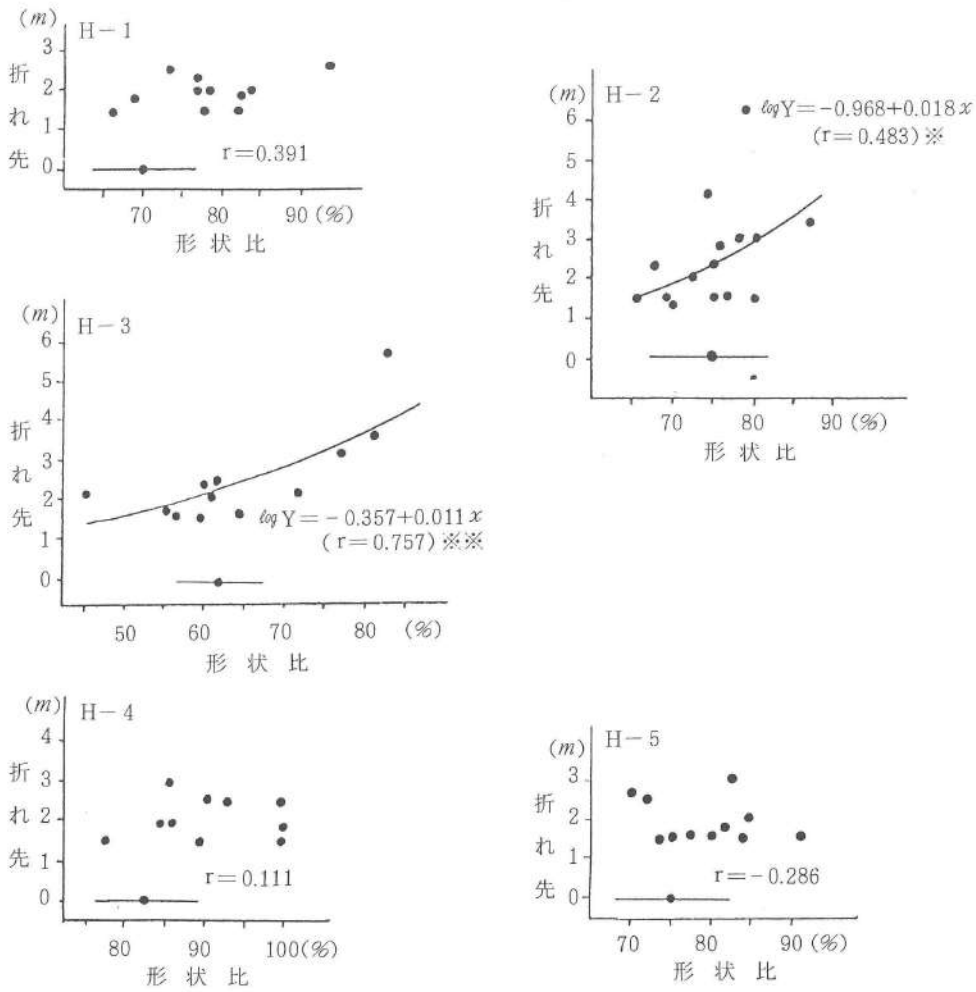 (m)
H-1
3
2
1
0
折れ先
r=0.391
70 80 90 (%)
形状比
(m)
H-2
6
5
4
3
2
1
0
折れ先
logY=-0.968+0.018x
(r=0.483)※
70 80 90 (%)
形状比
(m)
H-3
6
5
4
3
2
1
0
折れ先
logY=-0.357+0.011x
(r=0.757)※※
50 60 70 80 (%)
形状比
(m)
H-4
4
3
2
1
0
折れ先
r=0.111
80 90 100(%)
形状比
(m)
H-5
3
2
1
0
折れ先
r=-0.286
70 80 90 (%)
形状比